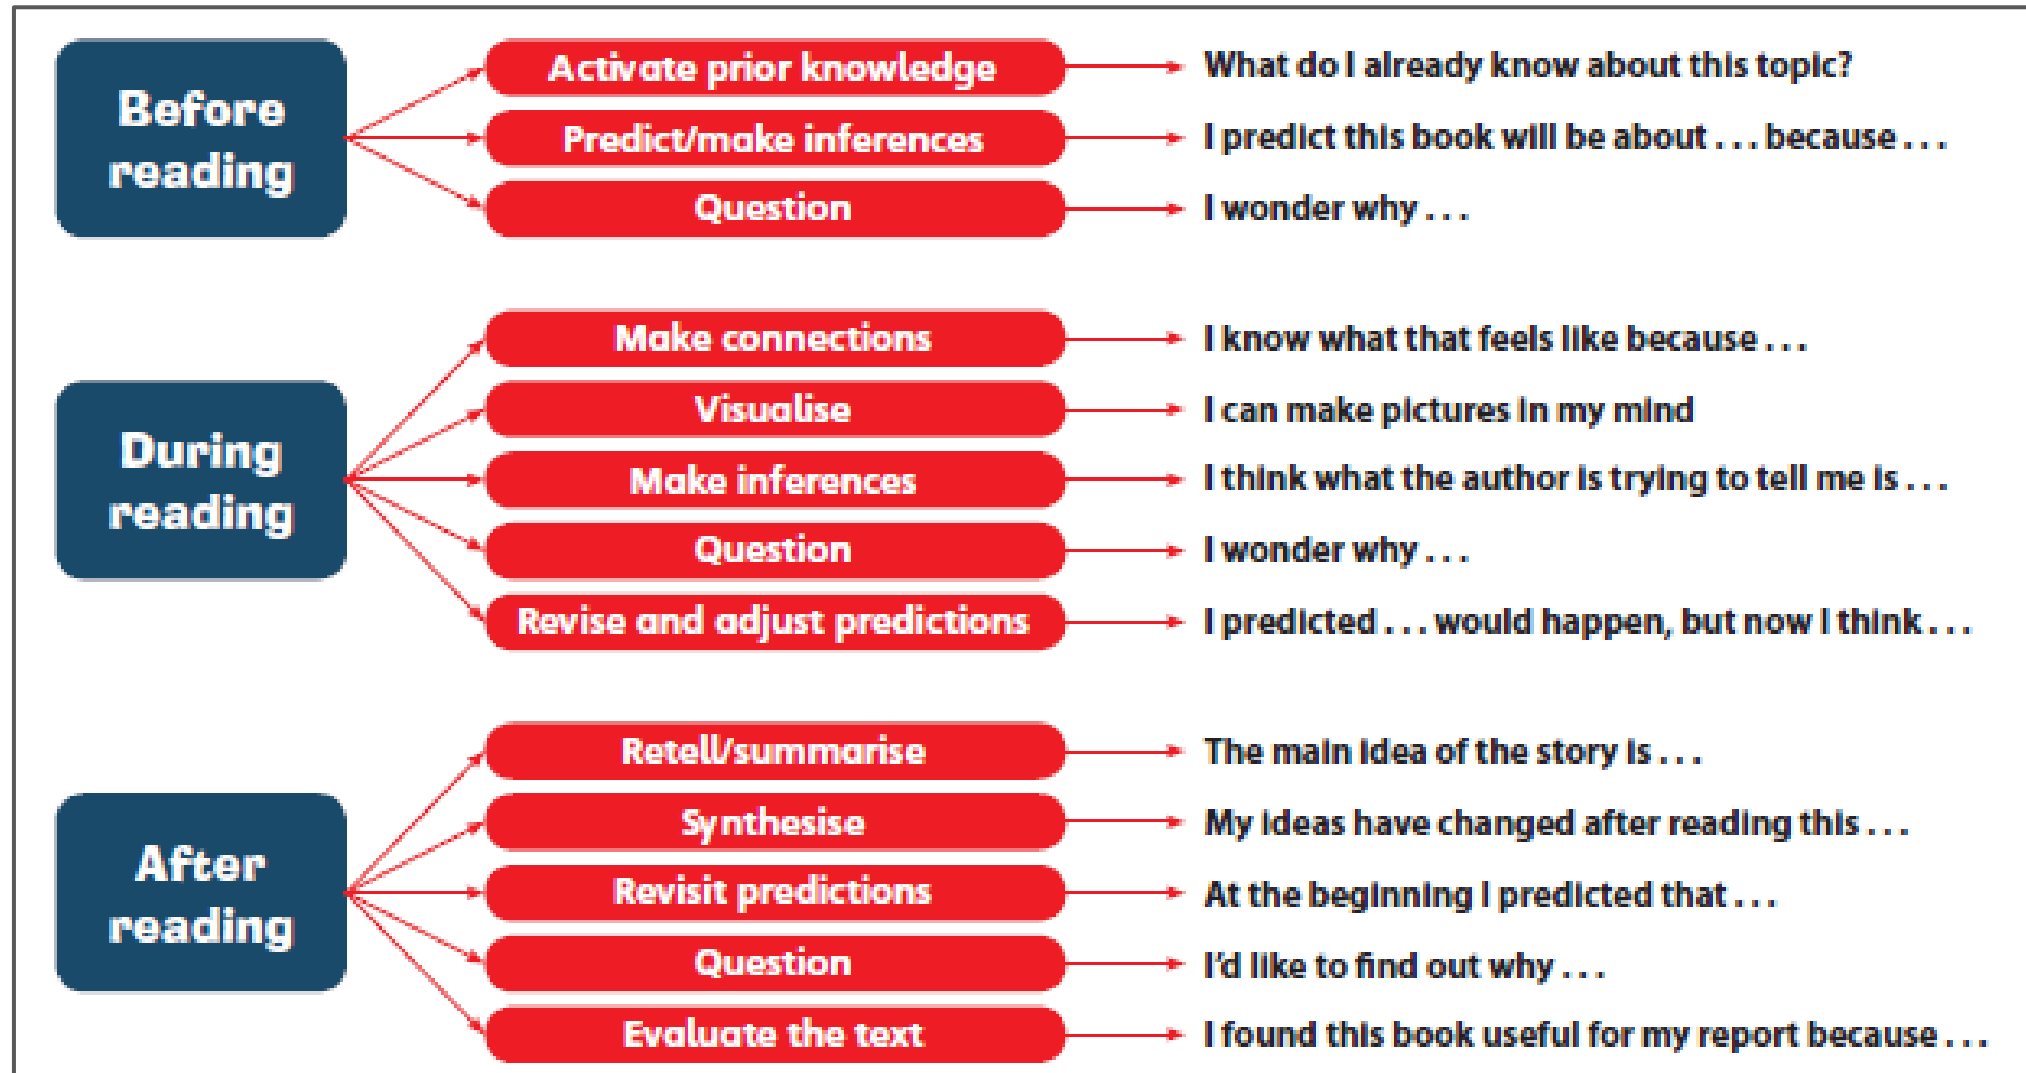 Before
reading
Activate prior knowledge
What do I already know about this topic?
Predict/make inferences
I predict this book will be about . . . because . . .
Question
I wonder why . . .
During
reading
Make connections
I know what that feels like because . . .
Visualise
I can make pictures in my mind
Make inferences
I think what the author is trying to tell me is . . .
Question
I wonder why . . .
Revise and adjust predictions
I predicted . . . would happen, but now I think . . .
After
reading
Retell/summarise
The main idea of the story is . . .
Synthesise
My ideas have changed after reading this . . .
Revisit predictions
At the beginning I predicted that . . .
Question
I’d like to find out why . . .
Evaluate the text
I found this book useful for my report because . . .